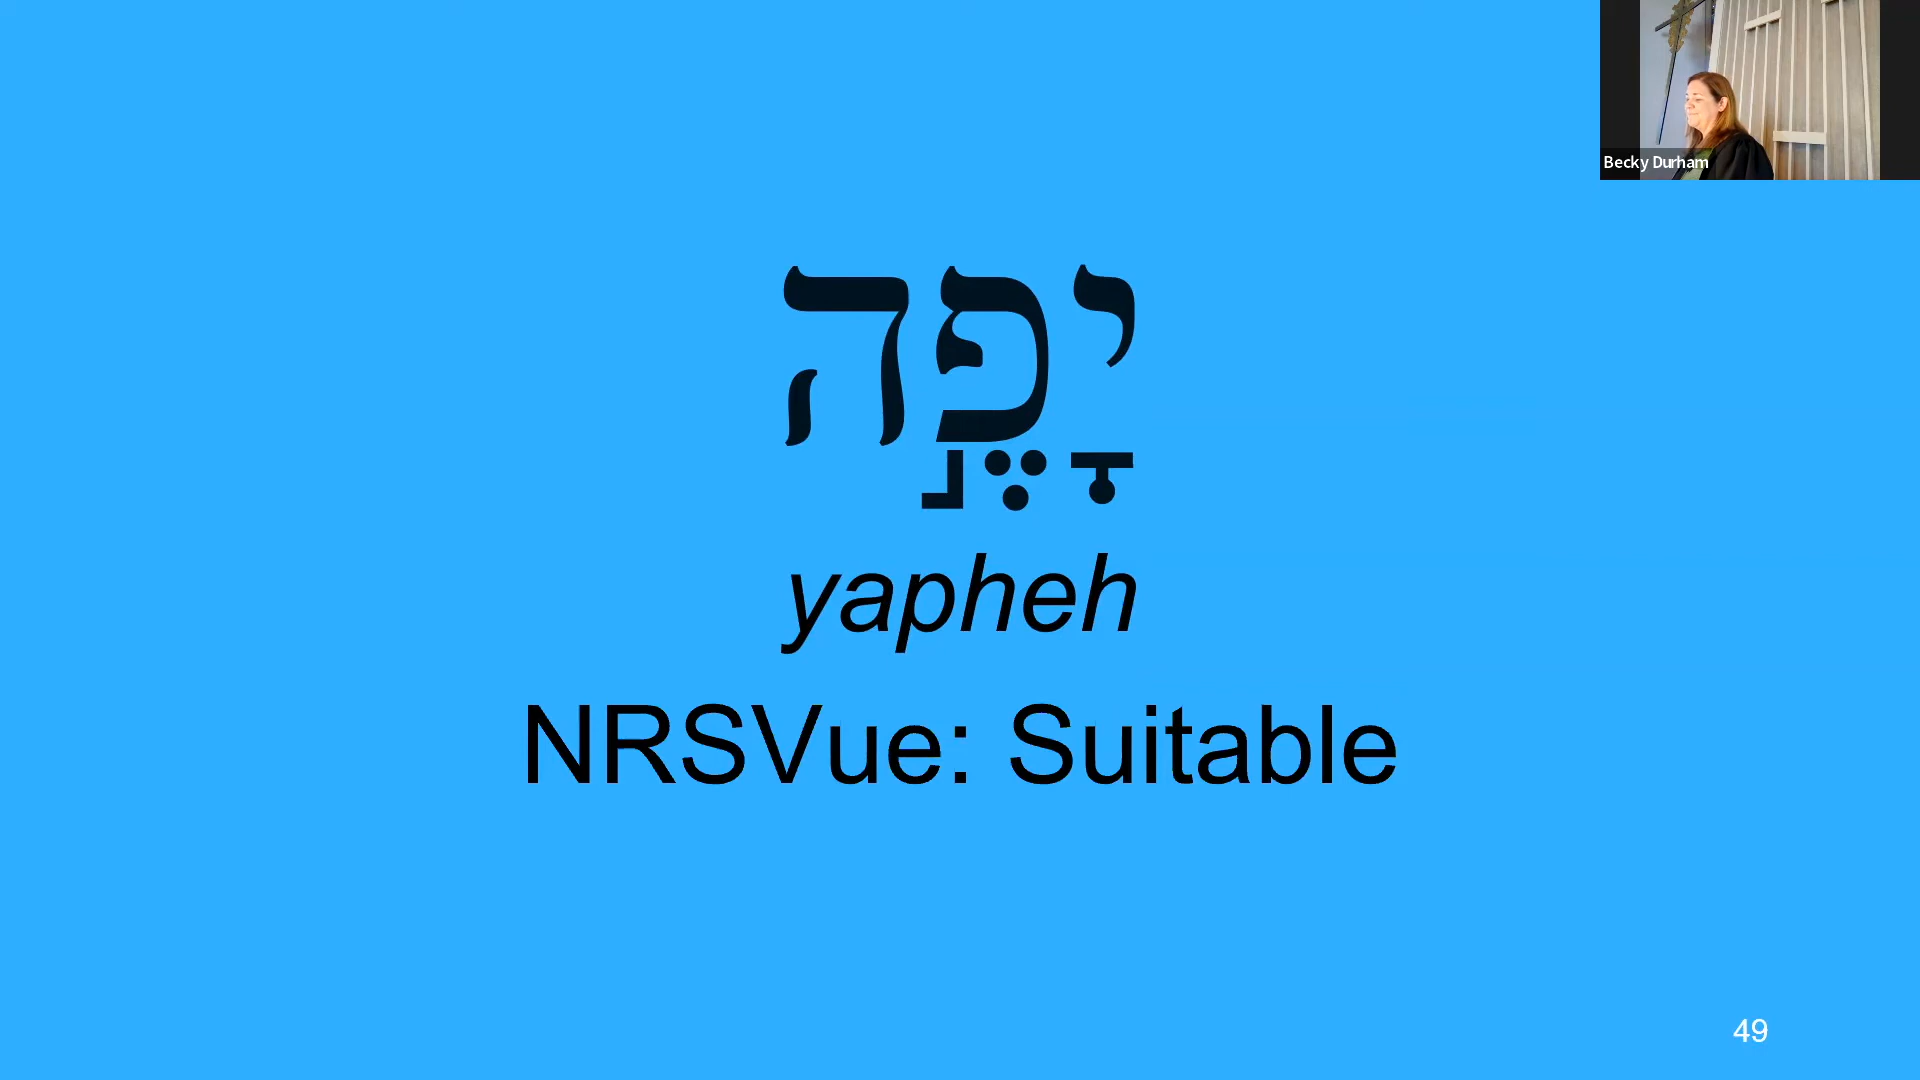 Becky Durham
יָפֶ֖ה
yapheh
NRSVue: Suitable
49